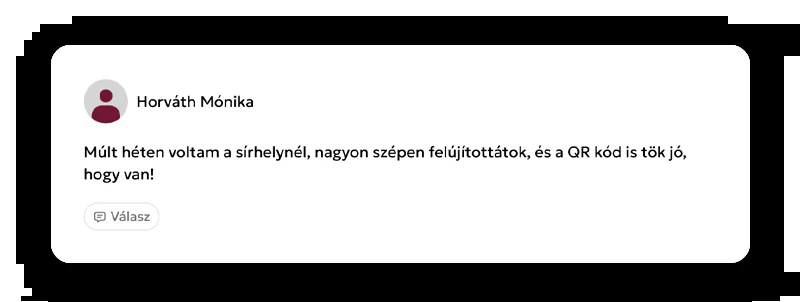 Horváth Mónika
Múlt héten voltam a sírhelynél, nagyon szépen felújítottátok, és a QR kód is tök jó,
hogy van!
Válasz